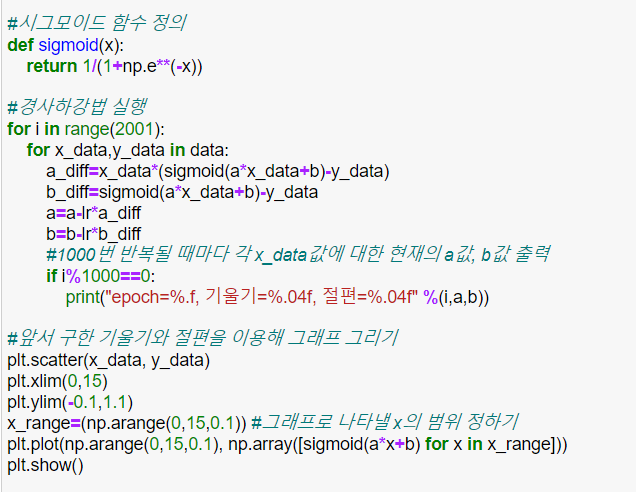 #시그모이드 함수 정의
def sigmoid(x):
    return 1/(1+np.e**(-x))

#경사하강법 실행
for i in range(2001):
    for x_data,y_data in data:
        a_diff=x_data*(sigmoid(a*x_data+b)-y_data)
        b_diff=sigmoid(a*x_data+b)-y_data
        a=a-lr*a_diff
        b=b-lr*b_diff
        #1000번 반복될 때마다 각 x_data값에 대한 현재의 a값, b값 출력
        if i%1000==0:
            print("epoch=%.f, 기울기=%.04f, 절편=%.04f" %(i,a,b))

#앞서 구한 기울기와 절편을 이용해 그래프 그리기
plt.scatter(x_data, y_data)
plt.xlim(0,15)
plt.ylim(-0.1,1.1)
x_range=(np.arange(0,15,0.1)) #그래프로 나타낼 x의 범위 정하기
plt.plot(np.arange(0,15,0.1), np.array([sigmoid(a*x+b) for x in x_range]))
plt.show()